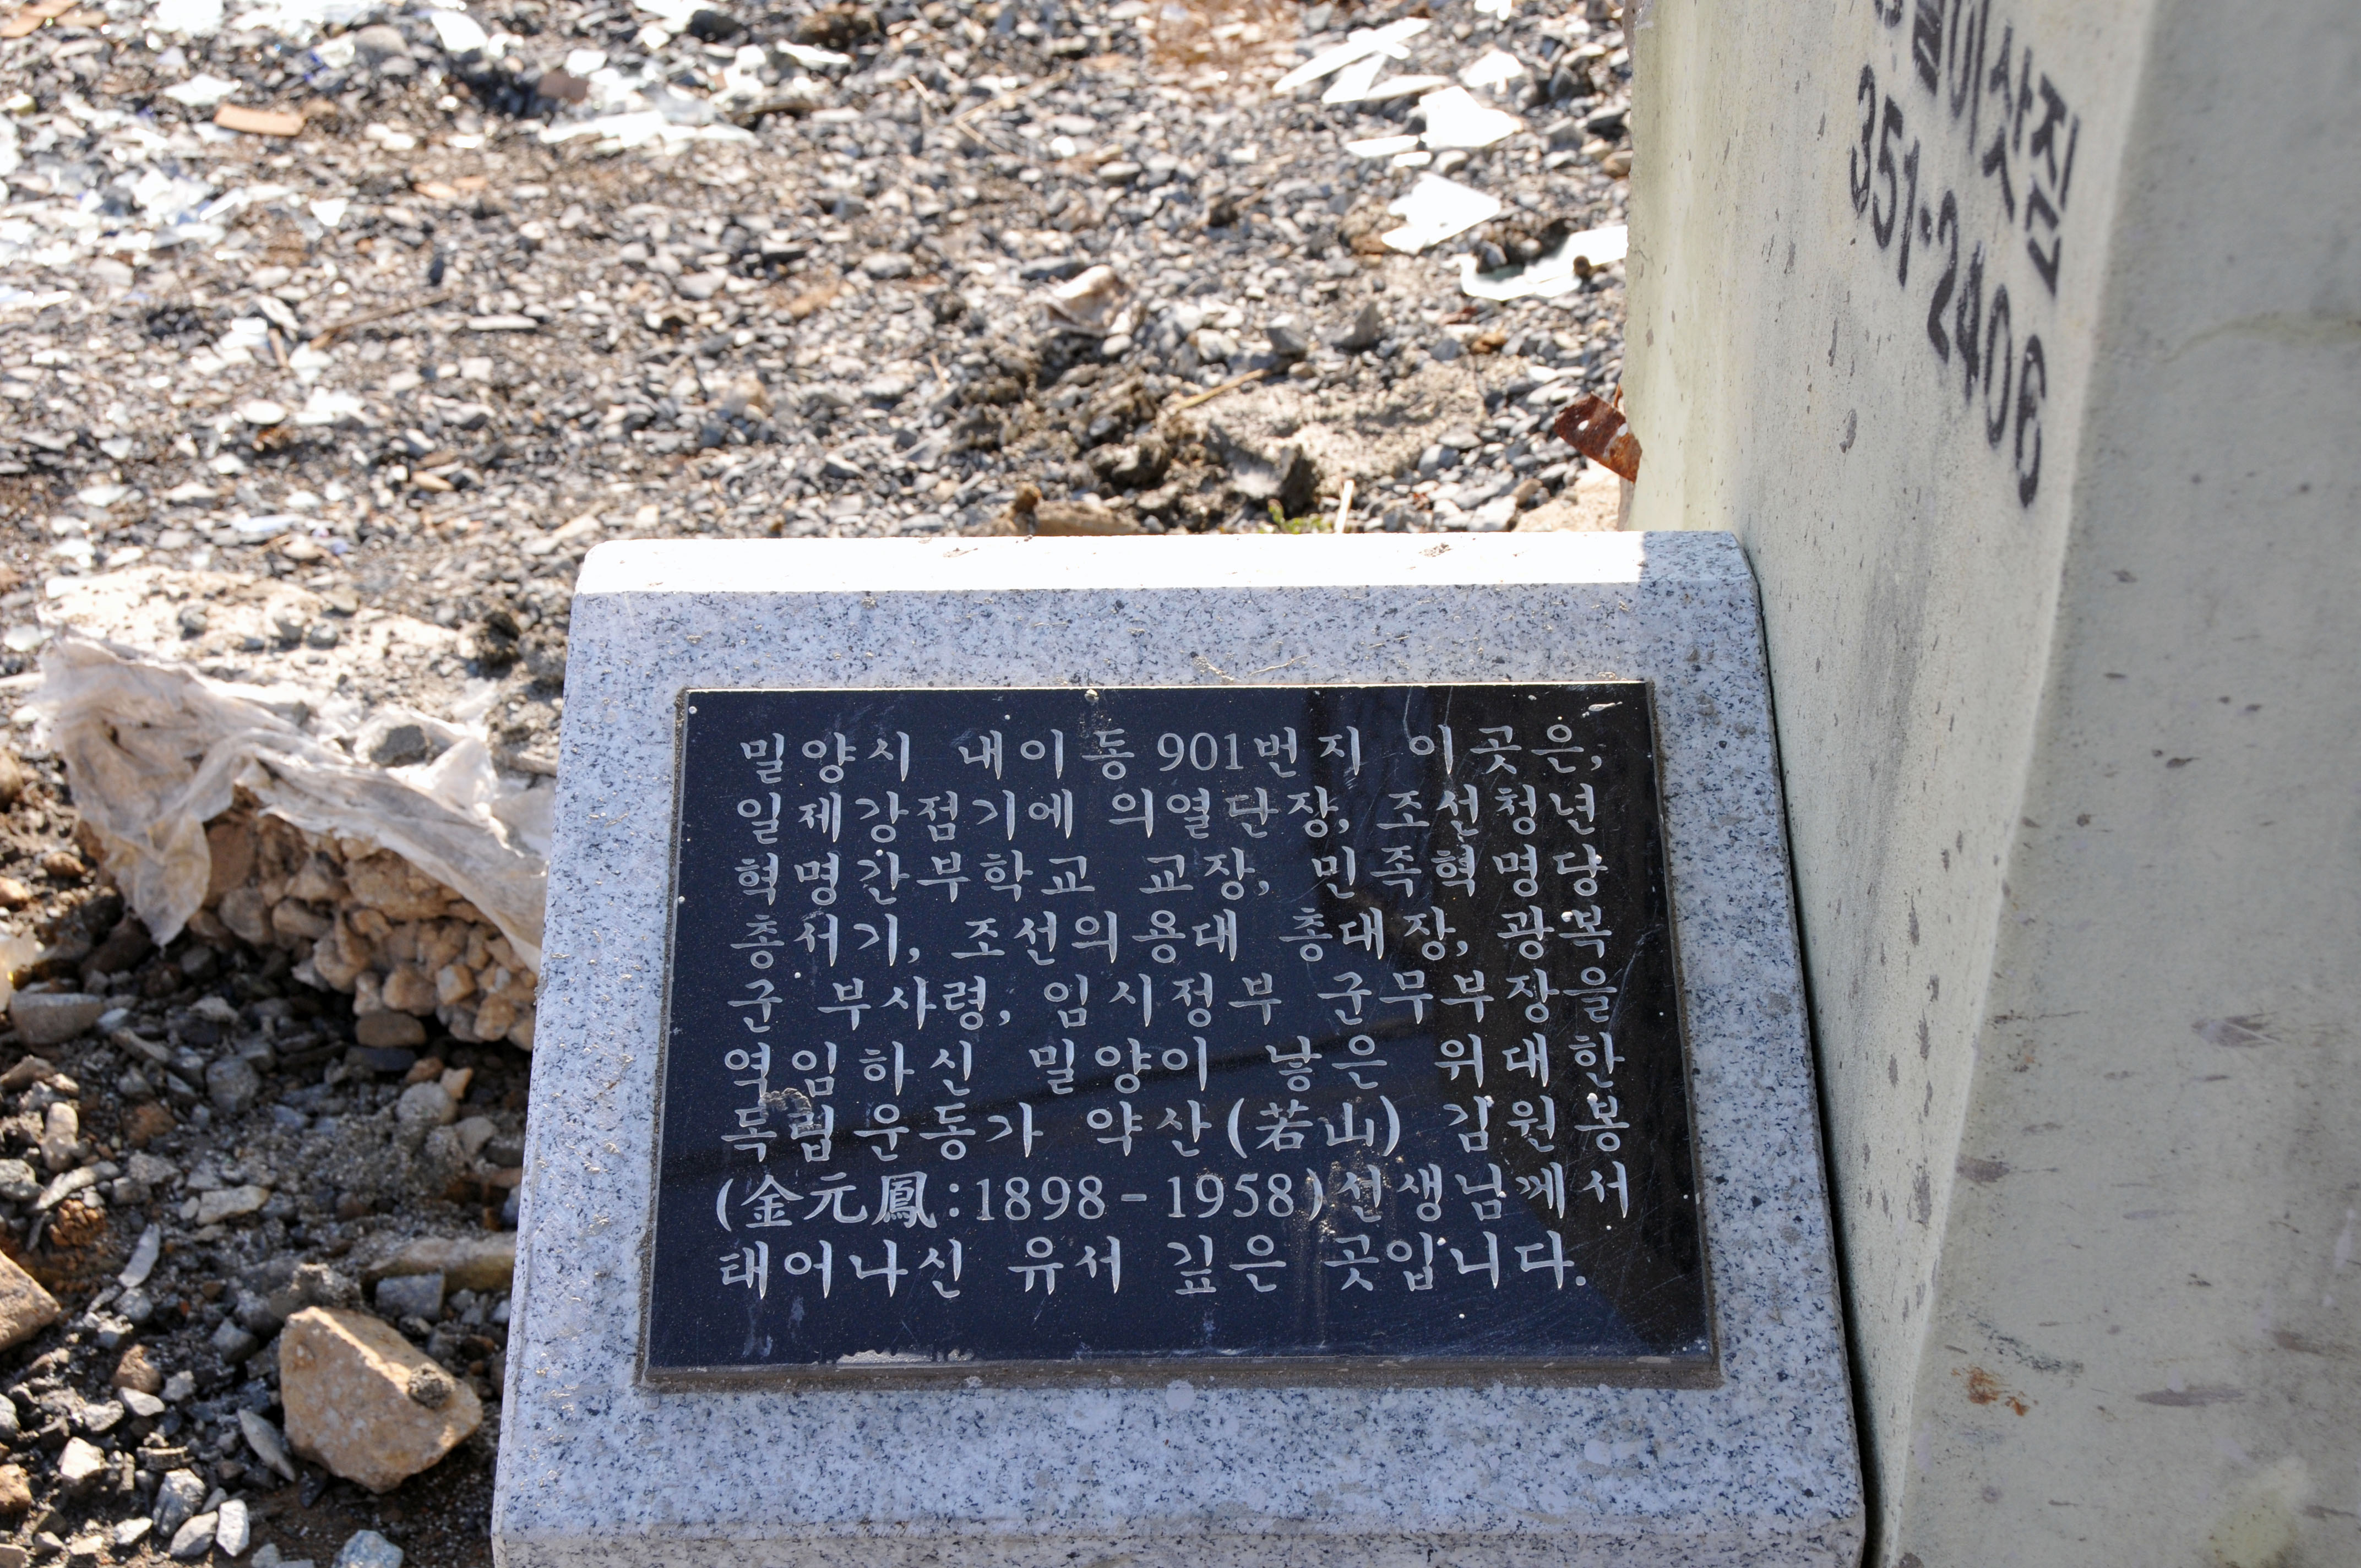 삿짐
351-2406
밀양시 내이동 901번지 이곳은,
일제강점기에 의열단장, 조선청년
혁명간부학교 교장, 민족혁명당
총서기, 조선의용대 총대장, 광복
군 부사령, 임시정부 군무부장을
역임하신 밀양이 낳은 위대한
독립운동가 약산(若山) 김원봉
(金元鳳:1898-1958)선생님께서
태어나신 유서 깊은 곳입니다.